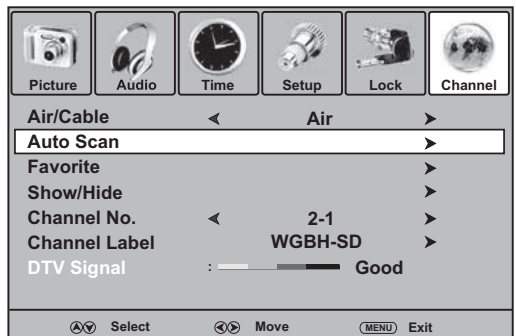 Picture Audio Time Setup Lock Channel
Air/Cable Air
Auto Scan
Favorite
Show/Hide
Channel No. 2-1
Channel Label WGBH-SD
DTV Signal : Good
Select Move MENU Exit